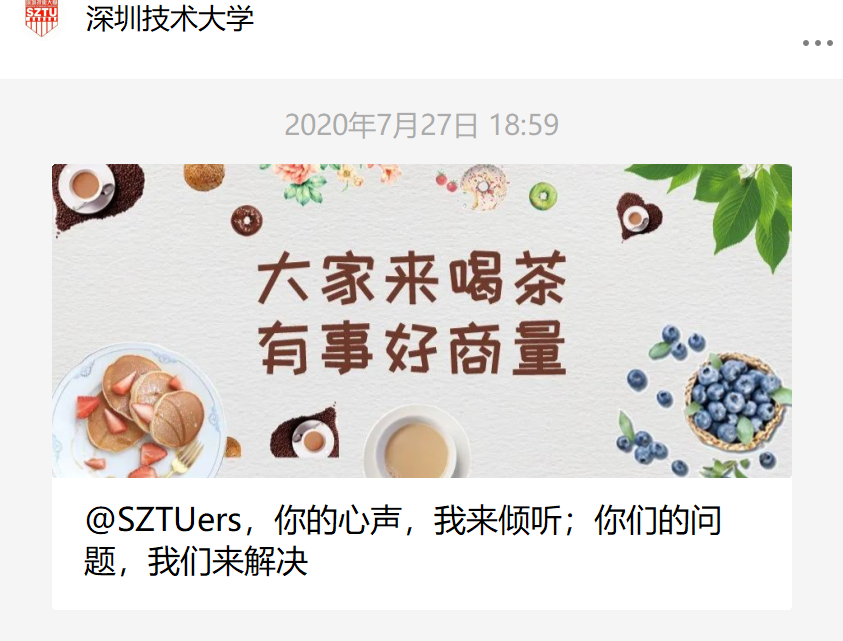 SZTU
深圳技术大学
2020年7月27日 18:59
大家来喝茶
有事好商量
@SZTUers，你的心声，我来倾听；你们的问
题，我们来解决